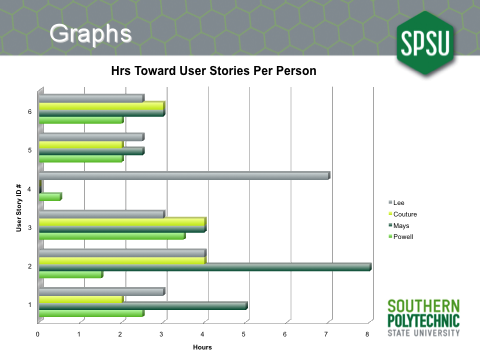 Graphs
SPSU
Hrs Toward User Stories Per Person
User Story ID #
6
5
4
3
2
1
0 1 2 3 4 5 6 7 8
Hours
Lee
Couture
Mays
Powell
SOUTHERN
POLYTECHNIC
STATE UNIVERSITY